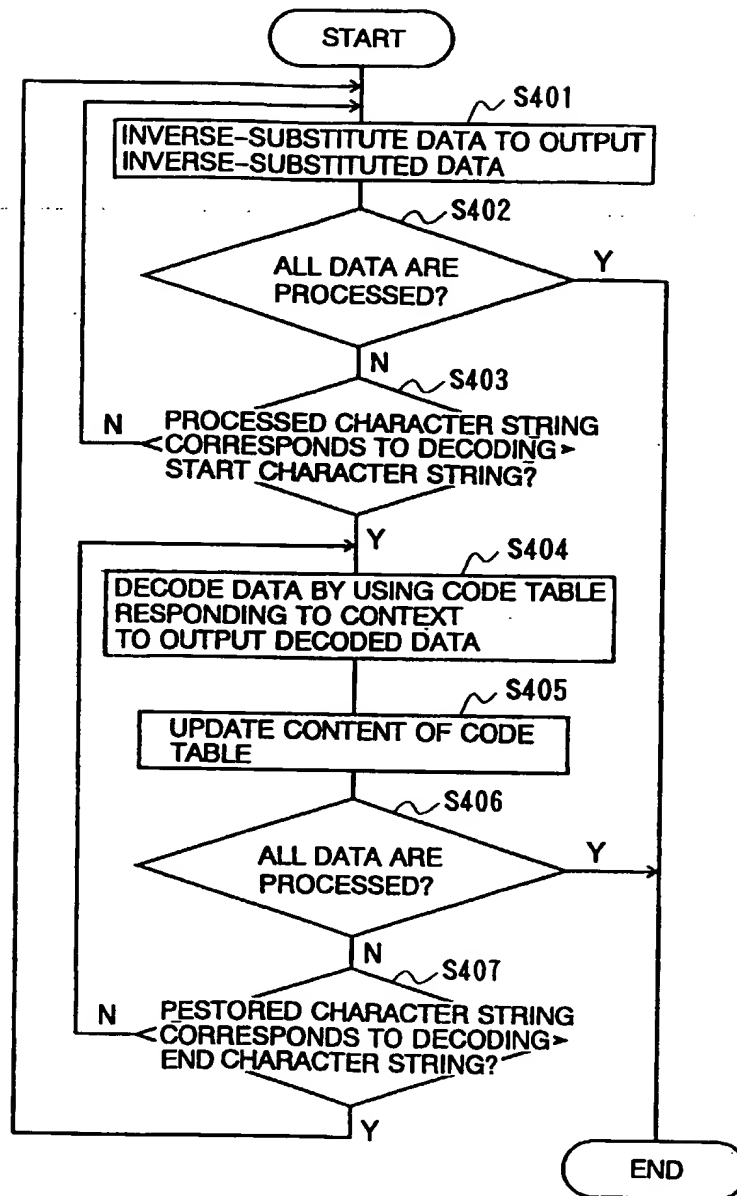 START
S401
INVERSE-SUBSTITUTE DATA TO OUTPUT
INVERSE-SUBSTITUTED DATA
S402
ALL DATA ARE
PROCESSED?
Y
N
S403
N
PROCESSED CHARACTER STRING
CORRESPONDS TO DECODING
START CHARACTER STRING?
Y
S404
DECODE DATA BY USING CODE TABLE
RESPONDING TO CONTEXT
TO OUTPUT DECODED DATA
S405
UPDATE CONTENT OF CODE
TABLE
S406
ALL DATA ARE
PROCESSED?
Y
N
S407
N
PESTORED CHARACTER STRING
CORRESPONDS TO DECODING
END CHARACTER STRING?
Y
END